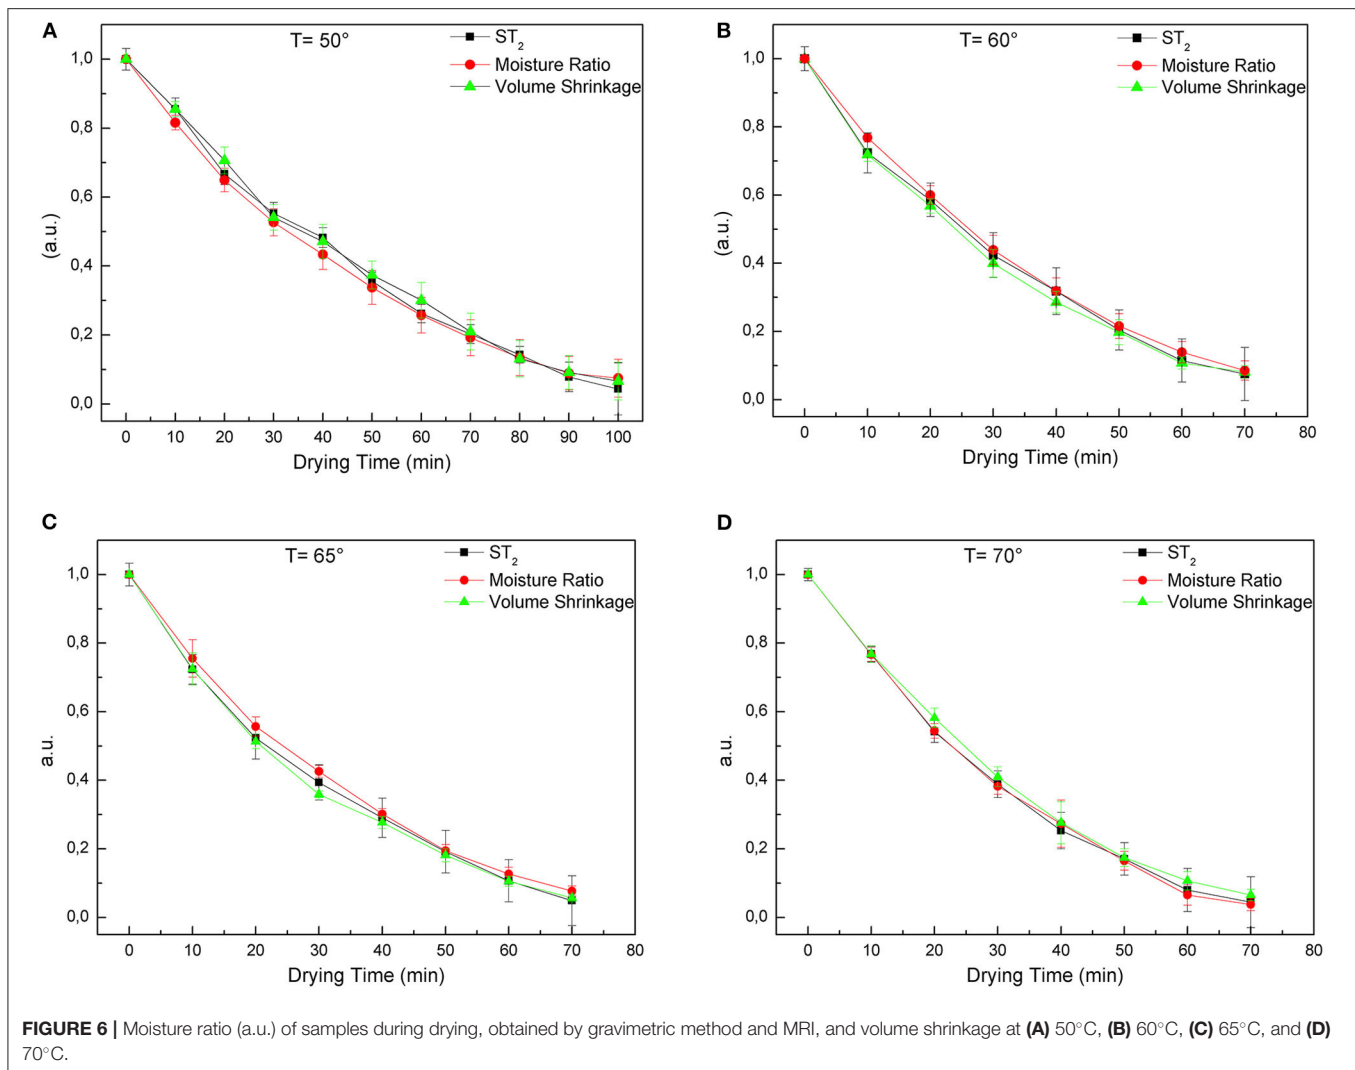 A
T= 50°
ST2
Moisture Ratio
Volume Shrinkage
1,0
0,8
0,6
0,4
0,2
0,0
(a.u.)
0 10 20 30 40 50 60 70 80 90 100
Drying Time (min)
B
T= 60°
ST2
Moisture Ratio
Volume Shrinkage
1,0
0,8
0,6
0,4
0,2
0,0
(a.u.)
0 10 20 30 40 50 60 70 80
Drying Time (min)
C
T= 65°
ST2
Moisture Ratio
Volume Shrinkage
1,0
0,8
0,6
0,4
0,2
0,0
a.u.
0 10 20 30 40 50 60 70 80
Drying Time (min)
D
T= 70°
ST2
Moisture Ratio
Volume Shrinkage
1,0
0,8
0,6
0,4
0,2
0,0
a.u.
0 10 20 30 40 50 60 70 80
Drying Time (min)
FIGURE 6 | Moisture ratio (a.u.) of samples during drying, obtained by gravimetric method and MRI, and volume shrinkage at (A) 50°C, (B) 60°C, (C) 65°C, and (D)
70°C.